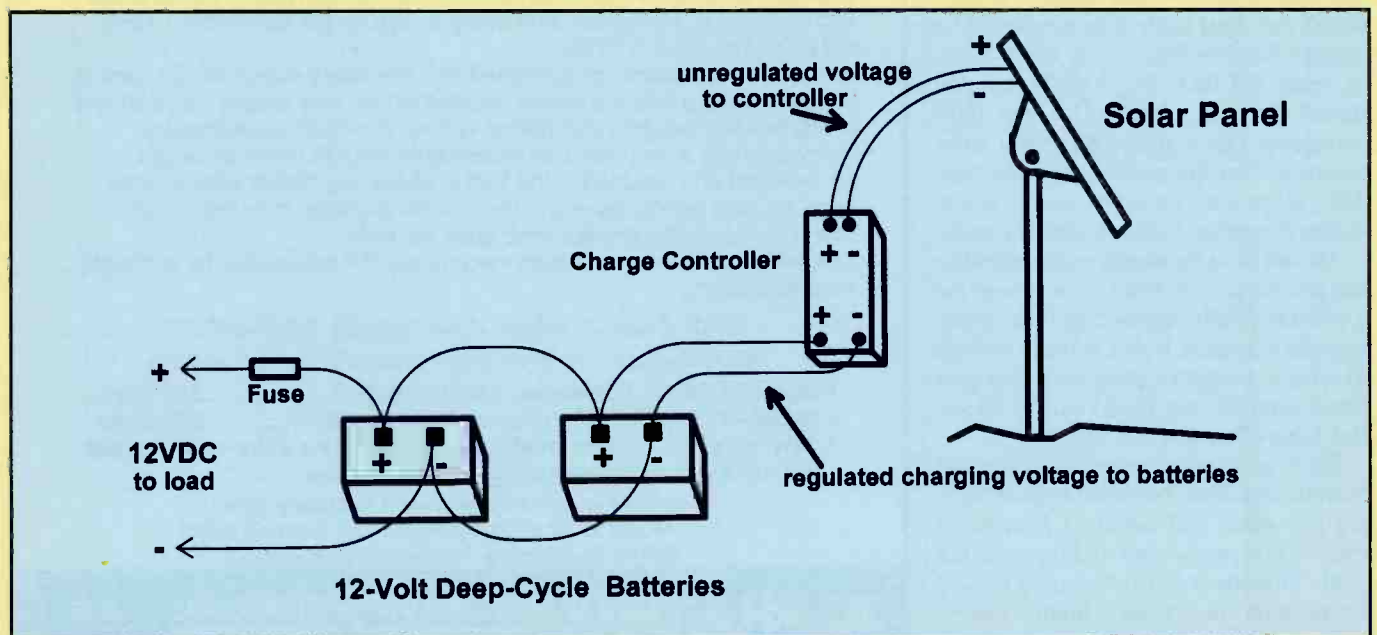 +
unregulated voltage
to controller
-
Solar Panel
+ -
Charge Controller
+ -
+
Fuse
12VDC
to load
+ -
+ -
regulated charging voltage to batteries
-
12-Volt Deep-Cycle Batteries